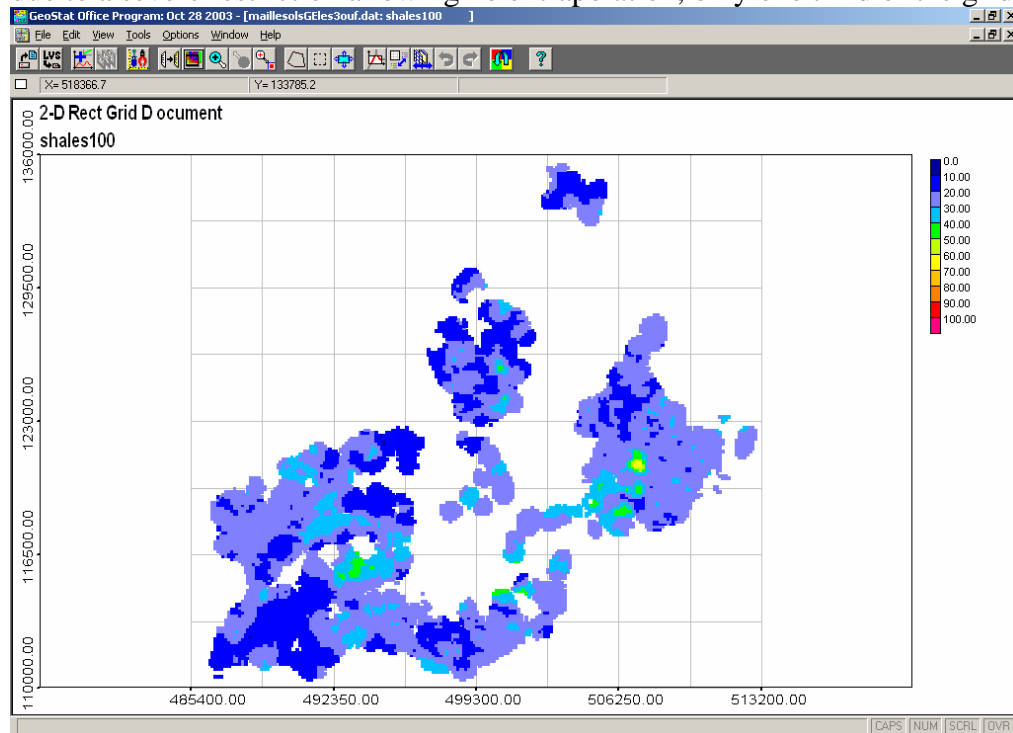 GeoStat Office Program: Oct 28 2003 - [maillesolsGEles3ouf.dat: shales100 ]
File Edit View Tools Options Window Help
X= 518366.7 Y= 133785.2
2-D Rect Grid D ocument
shales100
136000.00
129500.00
123000.00
116500.00
110000.00
485400.00 492350.00 499300.00 506250.00 513200.00
0.0
10.00
20.00
30.00
40.00
50.00
60.00
70.00
80.00
90.00
100.00
CAPS NUM SCRL OVR